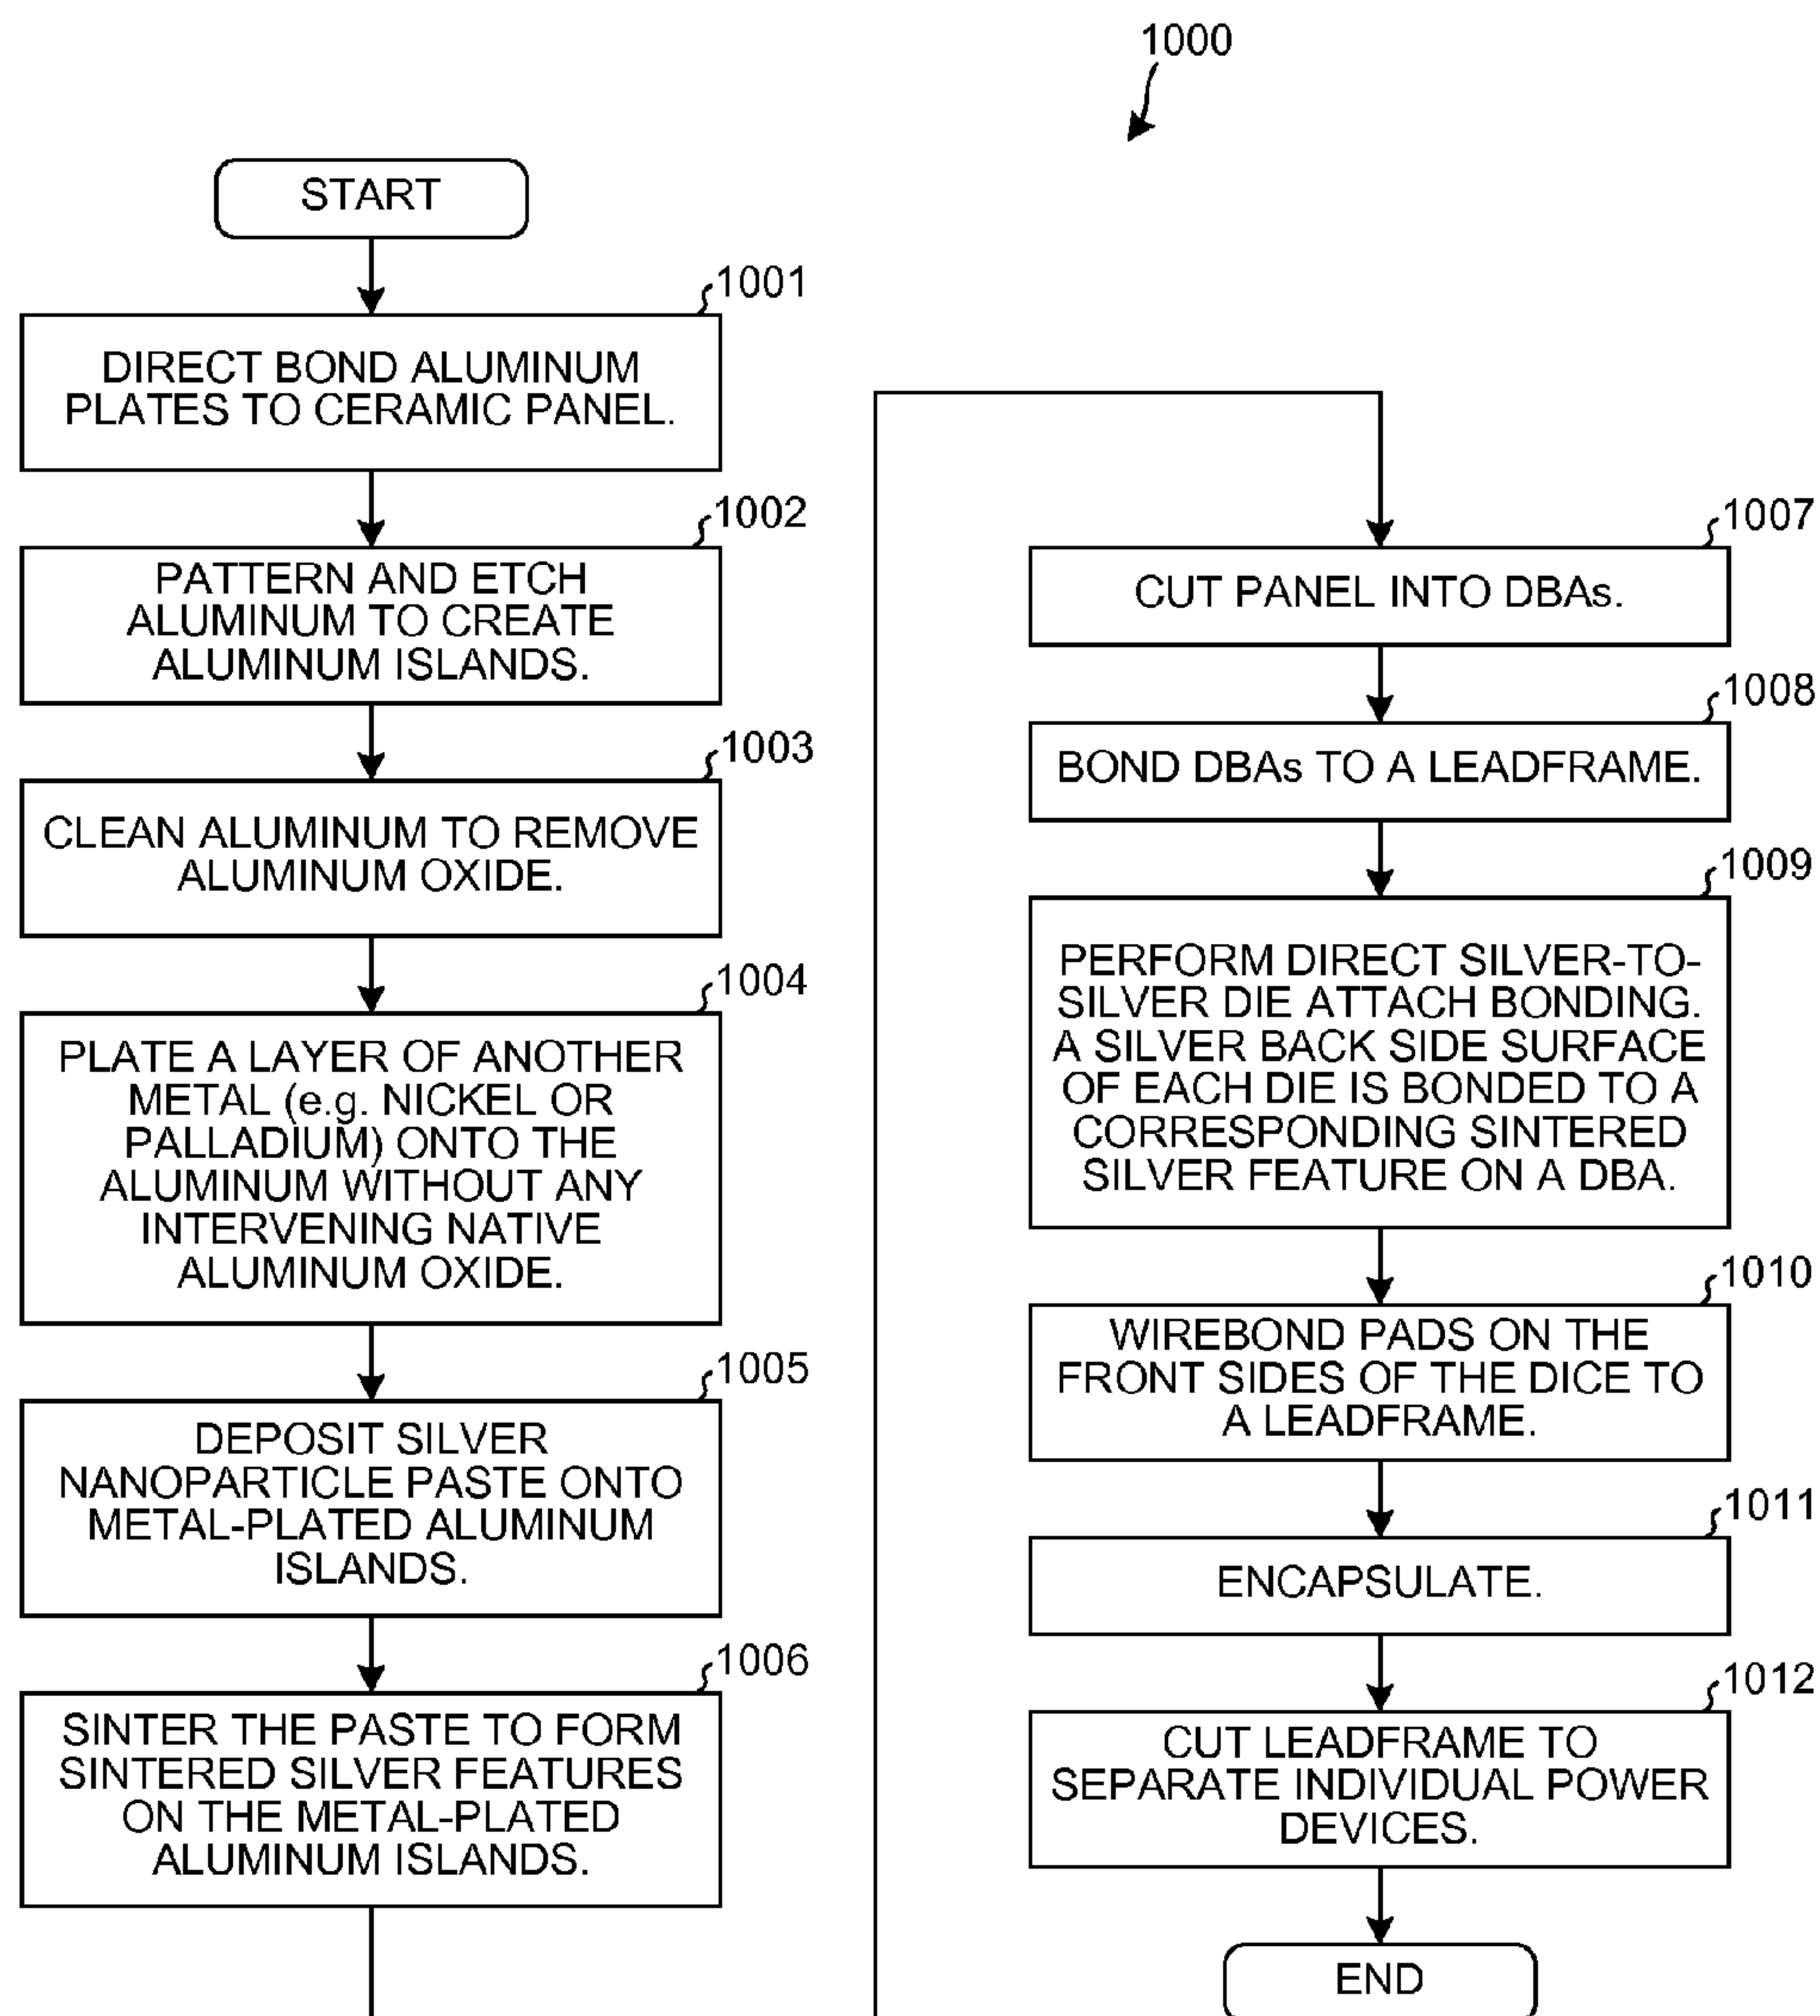 1000
START
1001
DIRECT BOND ALUMINUM
PLATES TO CERAMIC PANEL.
1002
PATTERN AND ETCH
ALUMINUM TO CREATE
ALUMINUM ISLANDS.
1003
CLEAN ALUMINUM TO REMOVE
ALUMINUM OXIDE.
1004
PLATE A LAYER OF ANOTHER
METAL (e.g. NICKEL OR
PALLADIUM) ONTO THE
ALUMINUM WITHOUT ANY
INTERVENING NATIVE
ALUMINUM OXIDE.
1005
DEPOSIT SILVER
NANOPARTICLE PASTE ONTO
METAL-PLATED ALUMINUM
ISLANDS.
1006
SINTER THE PASTE TO FORM
SINTERED SILVER FEATURES
ON THE METAL-PLATED
ALUMINUM ISLANDS.
1007
CUT PANEL INTO DBAs.
1008
BOND DBAs TO A LEADFRAME.
1009
PERFORM DIRECT SILVER-TO-
SILVER DIE ATTACH BONDING.
A SILVER BACK SIDE SURFACE
OF EACH DIE IS BONDED TO A
CORRESPONDING SINTERED
SILVER FEATURE ON A DBA.
1010
WIREBOND PADS ON THE
FRONT SIDES OF THE DICE TO
A LEADFRAME.
1011
ENCAPSULATE.
1012
CUT LEADFRAME TO
SEPARATE INDIVIDUAL POWER
DEVICES.
END